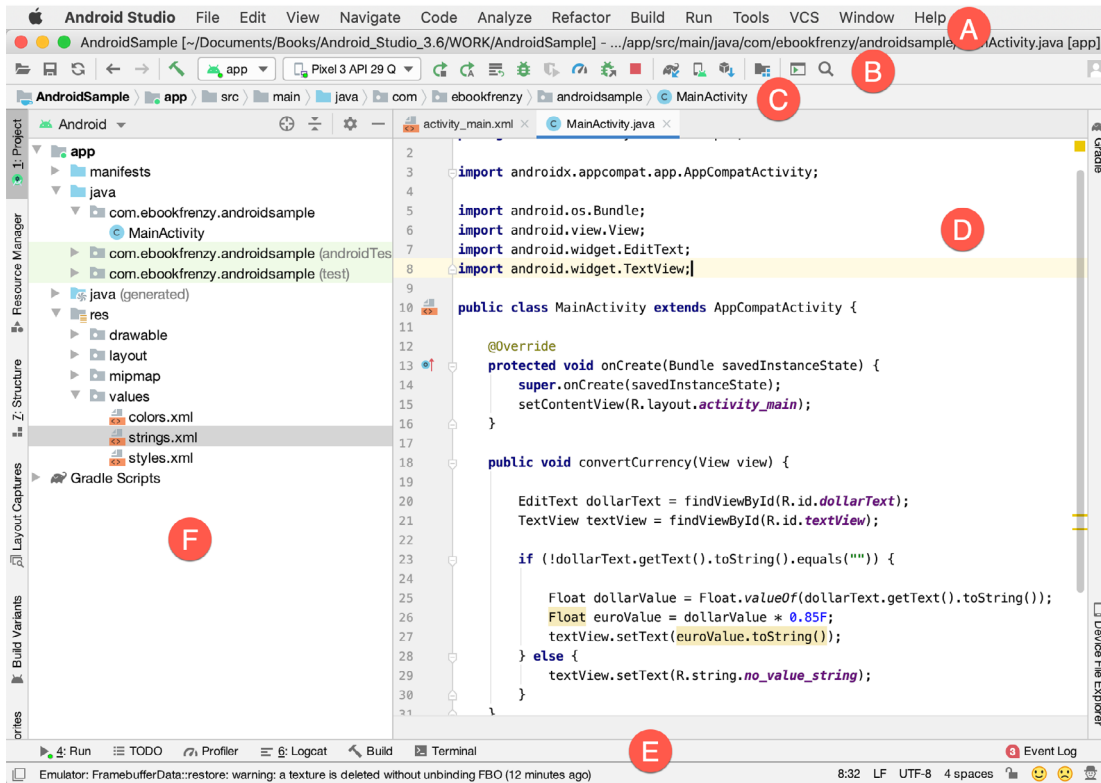 Android Studio File Edit View Navigate Code Analyze Refactor Build Run Tools VCS Window Help
A
AndroidSample [~/Documents/Books/Android_Studio_3.6/WORK/AndroidSample] - .../app/src/main/java/com/ebookfrenzy/androidsample/ [app]
app Pixel 3 API 29 Q
B
AndroidSample app src main java com ebookfrenzy androidsample MainActivity
C
Android
activity_main.xml MainActivity.java
1: Project
Resource Manager
Z: Structure
Layout Captures
Build Variants
app
manifests
java
com.ebookfrenzy.androidsample
MainActivity
com.ebookfrenzy.androidsample (androidTes
com.ebookfrenzy.androidsample (test)
java (generated)
res
drawable
layout
mipmap
values
colors.xml
strings.xml
styles.xml
Gradle Scripts
F
2
3 import androidx.appcompat.app.AppCompatActivity;
4
5 import android.os.Bundle;
6 import android.view.View;
7 import android.widget.EditText;
8 import android.widget.TextView;
9
10 public class MainActivity extends AppCompatActivity {
11
12 @Override
13 protected void onCreate(Bundle savedInstanceState) {
14 super.onCreate(savedInstanceState);
15 setContentView(R.layout.activity_main);
16 }
17
18 public void convertCurrency(View view) {
19
20 EditText dollarText = findViewById(R.id.dollarText);
21 TextView textView = findViewById(R.id.textView);
22
23 if (!dollarText.getText().toString().equals("")) {
24
25 Float dollarValue = Float.valueOf(dollarText.getText().toString());
26 Float euroValue = dollarValue * 0.85F;
27 textView.setText(euroValue.toString());
28 } else {
29 textView.setText(R.string.no_value_string);
30 }
31 }
D
Gradle
Device File Explorer
4: Run TODO Profiler 6: Logcat Build Terminal
E
3 Event Log
Emulator: FramebufferData::restore: warning: a texture is deleted without unbinding FBO (12 minutes ago)
8:32 LF UTF-8 4 spaces